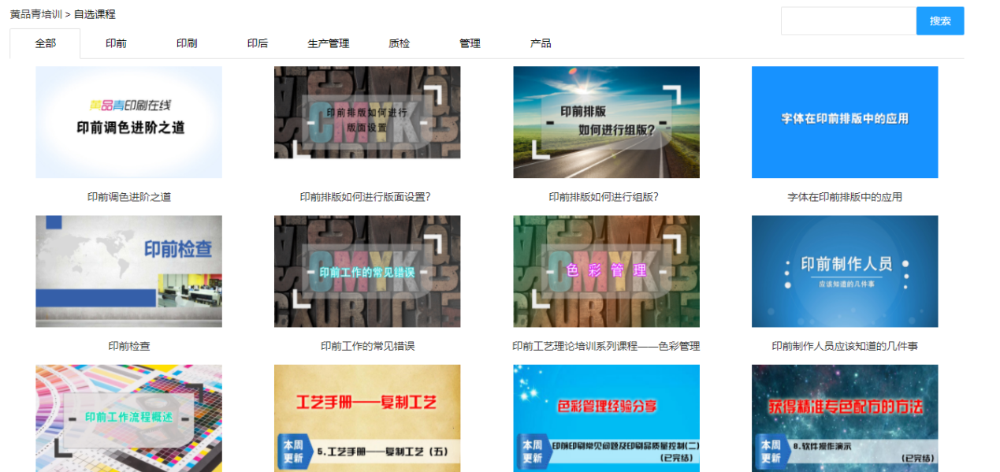 黄品青培训 > 自选课程
搜索
全部 印前 印刷 印后 生产管理 质检 管理 产品
黄品青印刷在线
印前调色进阶之道
印前排版如何进行
版面设置
印前排版
如何进行组版?
字体在印前排版中的应用
印前调色进阶之道
印前排版如何进行版面设置?
印前排版如何进行组版?
字体在印前排版中的应用
印前检查
CMYK
印前工作的常见错误
CMYK
色彩管理
印前制作人员
应该知道的几件事
印前检查
印前工作的常见错误
印前工艺理论培训系列课程——色彩管理
印前制作人员应该知道的几件事
印前工作流程概述
工艺手册——复制工艺
本周
更新
5.工艺手册——复制工艺（五）
色彩管理经验分享
本周
更新
印前印刷常见问题及印刷品质量控制(二)
(已完结)
获得精准专色配方的方法
本周
更新
8.软件操作演示
(已完结)